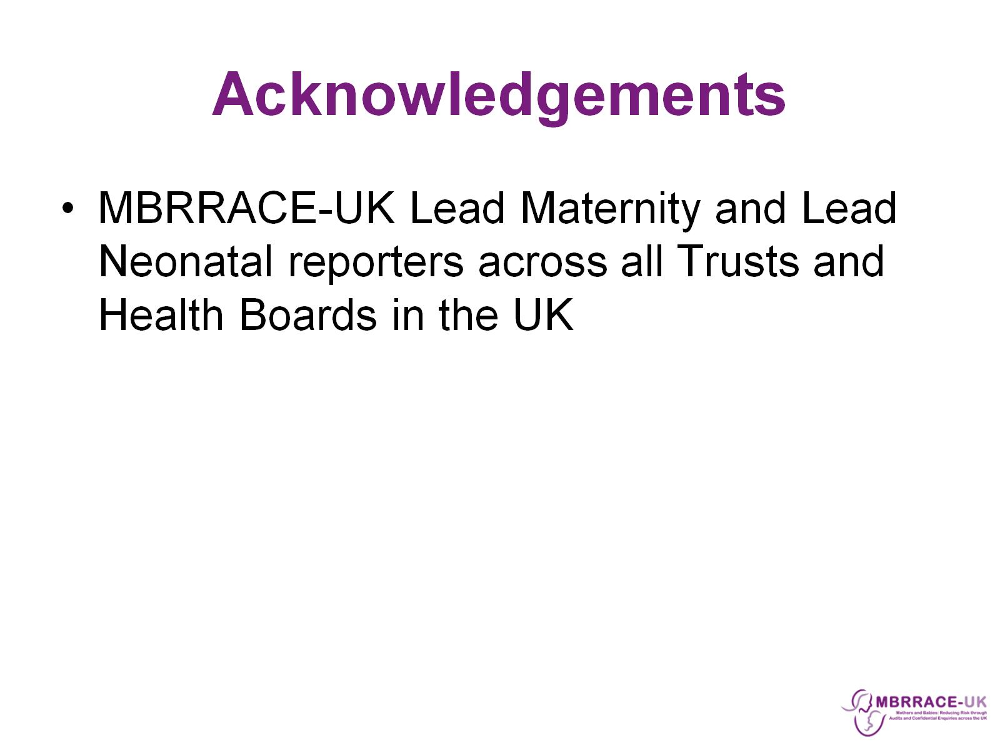 Acknowledgements
• MBRRACE-UK Lead Maternity and Lead
Neonatal reporters across all Trusts and
Health Boards in the UK
MBRRACE-UK
Mothers and Babies: Reducing Risk through
Audits and Confidential Enquiries across the UK